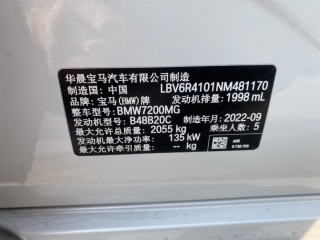 华晨宝马汽车有限公司制造
制造国：中国 LBV6R4101NM481170
品牌：宝马(BMW)牌 发动机排量：1998 mL
整车型号：BMW7200MG
发动机型号：B48B20C 制造年月：2022-09
最大允许总质量：2055 kg 乘坐人数：5
发动机最大净功率：135 kW
最大允许牵引质量：-- kg